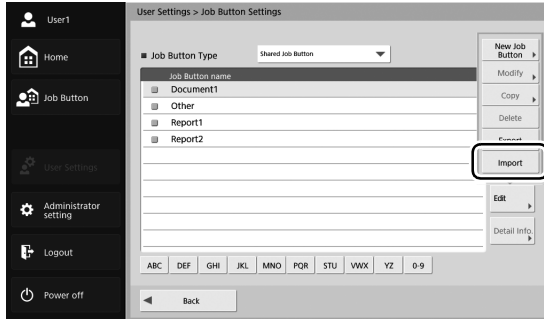 User1
Home
Job Button
User Settings
Administrator
setting
Logout
Power off
User Settings > Job Button Settings
■ Job Button Type
Shared Job Button
Job Button name
Document1
Other
Report1
Report2
ABC DEF GHI JKL MNO PQR STU VWX YZ 0-9
Back
New Job
Button
Modify
Copy
Delete
Export
Import
Edit
Detail Info.